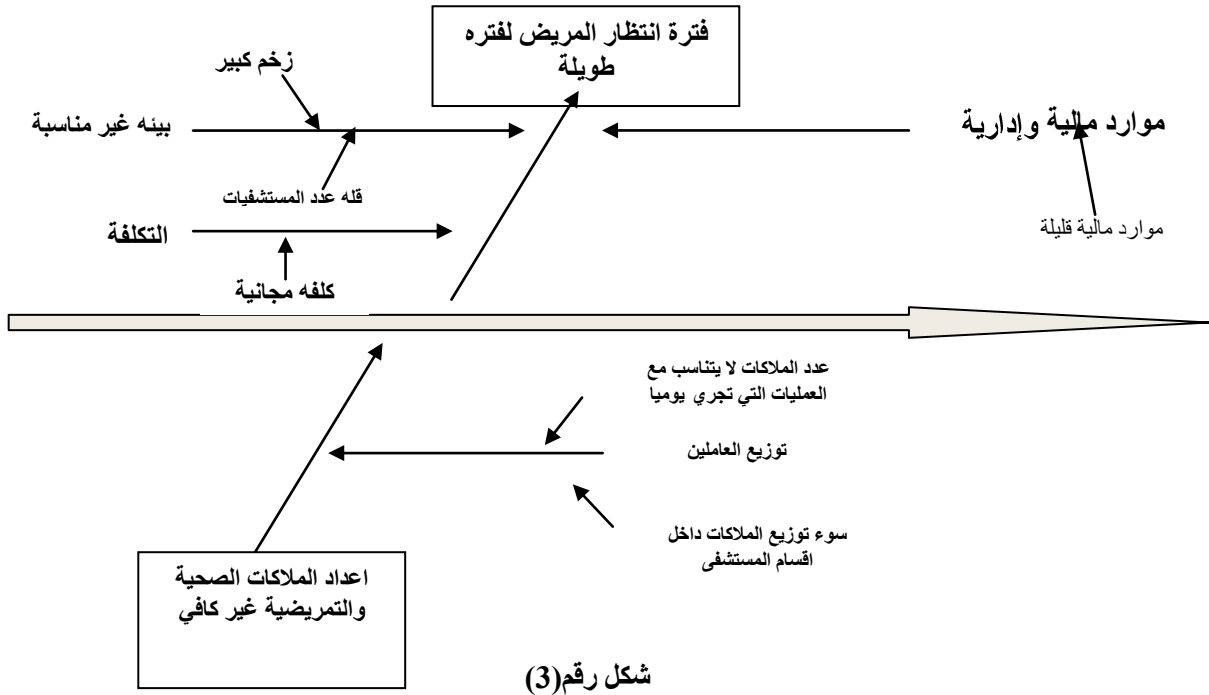 فترة انتظار المريض لفتره
طويلة
زخم كبير
موارد مالية وإدارية
بيئه غير مناسبة
قله عدد المستشفيات
موارد مالية قليلة
التكلفة
كلفه مجانية
عدد الملاكات لا يتناسب مع
العمليات التي تجري يوميا
توزيع العاملين
سوء توزيع الملاكات داخل
اقسام المستشفى
اعداد الملاكات الصحية
والتمريضية غير كافي
شكل رقم(3)